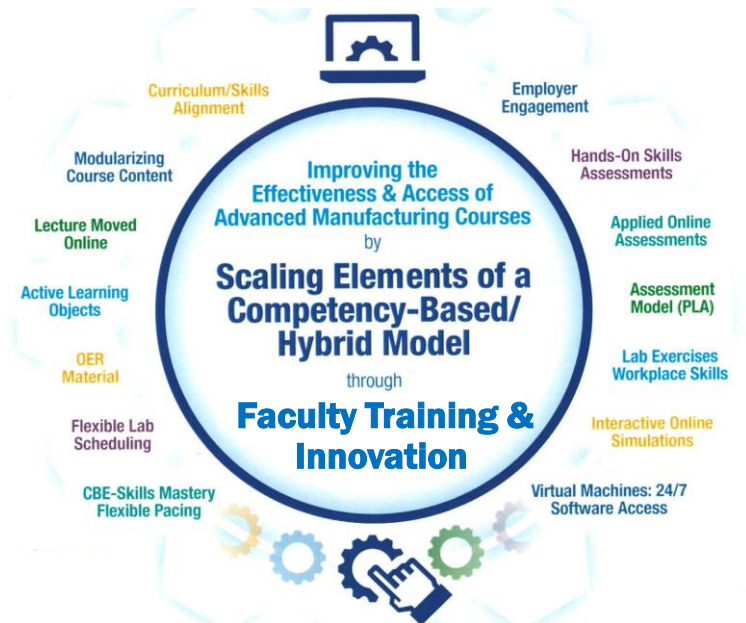 Curriculum/Skills
Alignment
Modularizing
Course Content
Lecture Moved
Online
Active Learning
Objects
OER
Material
Flexible Lab
Scheduling
CBE-Skills Mastery
Flexible Pacing
Improving the
Effectiveness & Access of
Advanced Manufacturing Courses
by
Scaling Elements of a
Competency-Based/
Hybrid Model
through
Faculty Training &
Innovation
Employer
Engagement
Hands-On Skills
Assessments
Applied Online
Assessments
Assessment
Model (PLA)
Lab Exercises
Workplace Skills
Interactive Online
Simulations
Virtual Machines: 24/7
Software Access